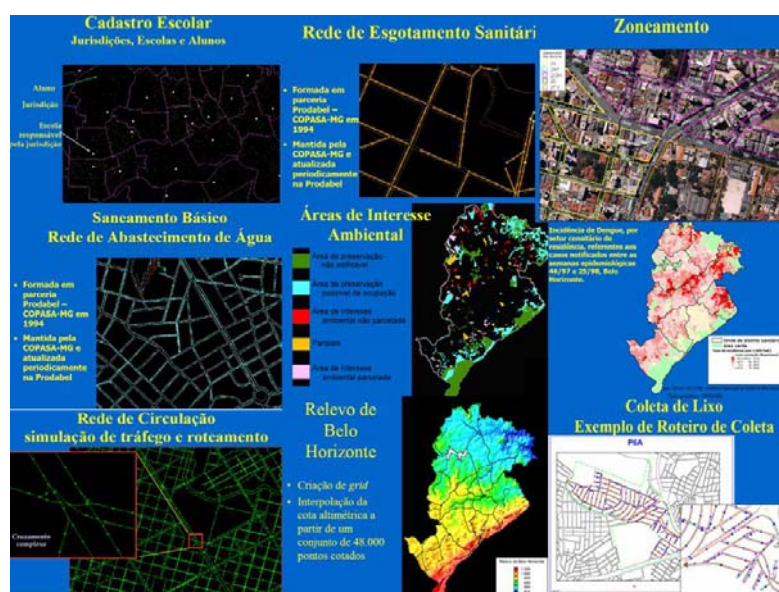 Cadastro Escolar
Jurisdições, Escolas e Alunos
Aluno
Jurisdição
Escola
responsável
pela jurisdição
Rede de Esgotamento Sanitári
• Formada em
parceria
Prodabel –
COPASA-MG em
1994
• Mantida pela
COPASA-MG e
atualizada
periodicamente
na Prodabel
Zoneamento
Saneamento Básico
Rede de Abastecimento de Água
• Formada em
parceria
Prodabel –
COPASA-MG em
1994
• Mantida pela
COPASA-MG e
atualizada
periodicamente
na Prodabel
Áreas de Interesse
Ambiental
Área de preservação
não edificável
Área de preservação
passível de ocupação
Área de interesse
ambiental não parcelada
Parques
Área de interesse
ambiental parcelada
Incidência de Dengue, por
setor censitário de
residência, referentes aos
casos notificados entre as
semanas epidemiológicas
46/97 e 25/98, Belo
Horizonte.
Rede de Circulação
simulação de tráfego e roteamento
Cruzamento
complexo
Relevo de
Belo
Horizonte
• Criação de grid
• Interpolação da
cota altimétrica a
partir de um
conjunto de 48.000
pontos cotados
Coleta de Lixo
Exemplo de Roteiro de Coleta
P6A